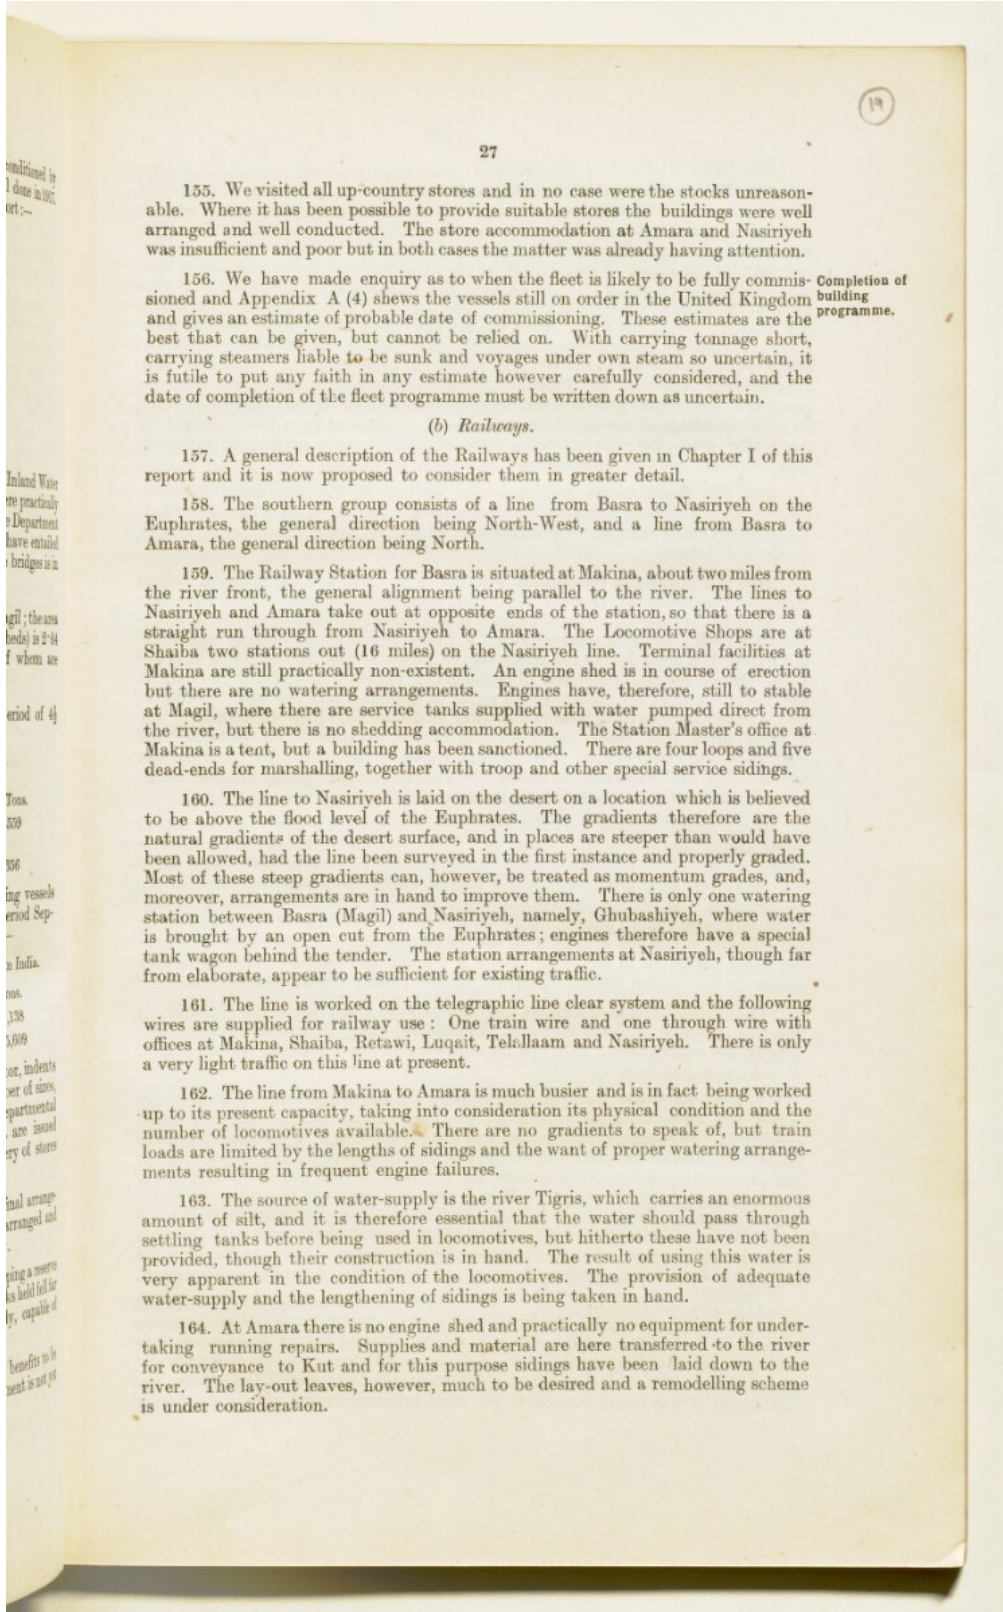 19
27
155. We visited all up-country stores and in no case were the stocks unreason-
able. Where it has been possible to provide suitable stores the buildings were well
arranged and well conducted. The store accommodation at Amara and Nasiriyeh
was insufficient and poor but in both cases the matter was already having attention.
156. We have made enquiry as to when the fleet is likely to be fully commis-
sioned and Appendix A (4) shews the vessels still on order in the United Kingdom
and gives an estimate of probable date of commissioning. These estimates are the
best that can be given, but cannot be relied on. With carrying tonnage short,
carrying steamers liable to be sunk and voyages under own steam so uncertain, it
is futile to put any faith in any estimate however carefully considered, and the
date of completion of the fleet programme must be written down as uncertain.
Completion of
building
programme.
(b) Railways.
157. A general description of the Railways has been given in Chapter I of this
report and it is now proposed to consider them in greater detail.
158. The southern group consists of a line from Basra to Nasiriyeh on the
Euphrates, the general direction being North-West, and a line from Basra to
Amara, the general direction being North.
159. The Railway Station for Basra is situated at Makina, about two miles from
the river front, the general alignment being parallel to the river. The lines to
Nasiriyeh and Amara take out at opposite ends of the station, so that there is a
straight run through from Nasiriyeh to Amara. The Locomotive Shops are at
Shaiba two stations out (16 miles) on the Nasiriyeh line. Terminal facilities at
Makina are still practically non-existent. An engine shed is in course of erection
but there are no watering arrangements. Engines have, therefore, still to stable
at Magil, where there are service tanks supplied with water pumped direct from
the river, but there is no shedding accommodation. The Station Master's office at
Makina is a tent, but a building has been sanctioned. There are four loops and five
dead-ends for marshalling, together with troop and other special service sidings.
160. The line to Nasiriyeh is laid on the desert on a location which is believed
to be above the flood level of the Euphrates. The gradients therefore are the
natural gradients of the desert surface, and in places are steeper than would have
been allowed, had the line been surveyed in the first instance and properly graded.
Most of these steep gradients can, however, be treated as momentum grades, and,
moreover, arrangements are in hand to improve them. There is only one watering
station between Basra (Magil) and Nasiriyeh, namely, Ghubashiyeh, where water
is brought by an open cut from the Euphrates; engines therefore have a special
tank wagon behind the tender. The station arrangements at Nasiriyeh, though far
from elaborate, appear to be sufficient for existing traffic.
161. The line is worked on the telegraphic line clear system and the following
wires are supplied for railway use: One train wire and one through wire with
offices at Makina, Shaiba, Retawi, Luqait, Telallaam and Nasiriyeh. There is only
a very light traffic on this line at present.
162. The line from Makina to Amara is much busier and is in fact being worked
up to its present capacity, taking into consideration its physical condition and the
number of locomotives available. There are no gradients to speak of, but train
loads are limited by the lengths of sidings and the want of proper watering arrange-
ments resulting in frequent engine failures.
163. The source of water-supply is the river Tigris, which carries an enormous
amount of silt, and it is therefore essential that the water should pass through
settling tanks before being used in locomotives, but hitherto these have not been
provided, though their construction is in hand. The result of using this water is
very apparent in the condition of the locomotives. The provision of adequate
water-supply and the lengthening of sidings is being taken in hand.
164. At Amara there is no engine shed and practically no equipment for under-
taking running repairs. Supplies and material are here transferred to the river
for conveyance to Kut and for this purpose sidings have been laid down to the
river. The lay-out leaves, however, much to be desired and a remodelling scheme
is under consideration.